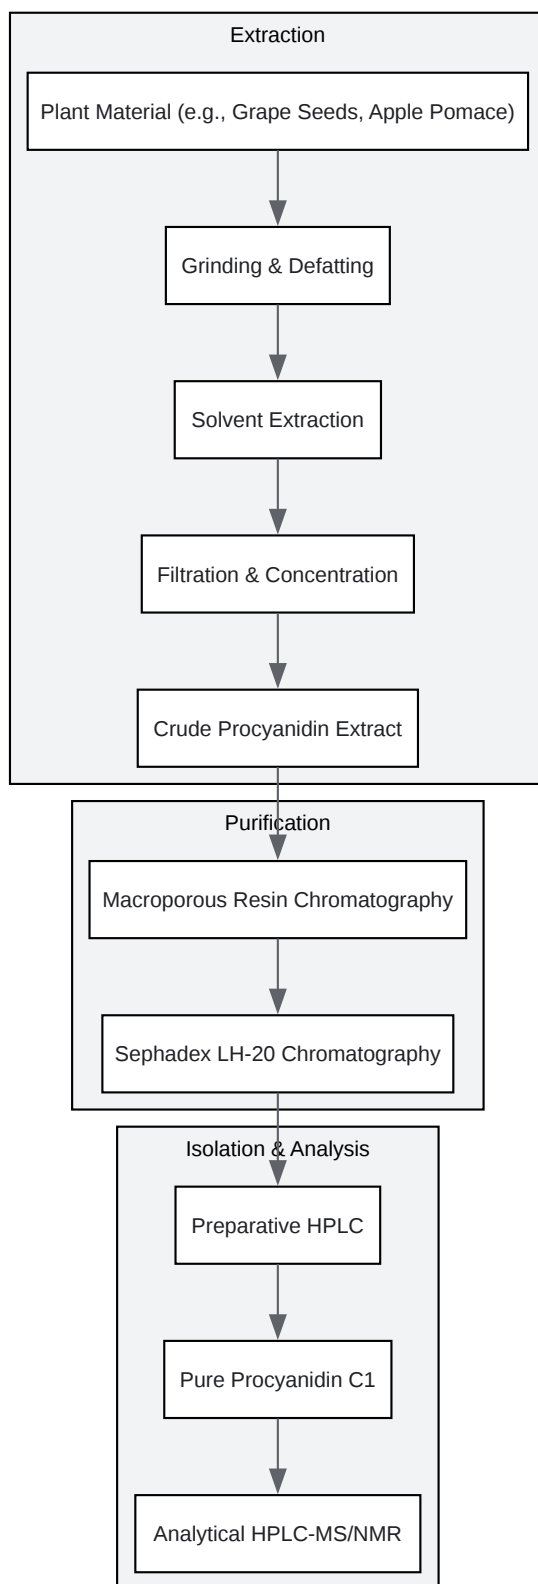 Extraction
Plant Material (e.g., Grape Seeds, Apple Pomace)
Grinding & Defatting
Solvent Extraction
Filtration & Concentration
Crude Procyanidin Extract
Purification
Macroporous Resin Chromatography
Sephadex LH-20 Chromatography
Isolation & Analysis
Preparative HPLC
Pure Procyanidin C1
Analytical HPLC-MS/NMR